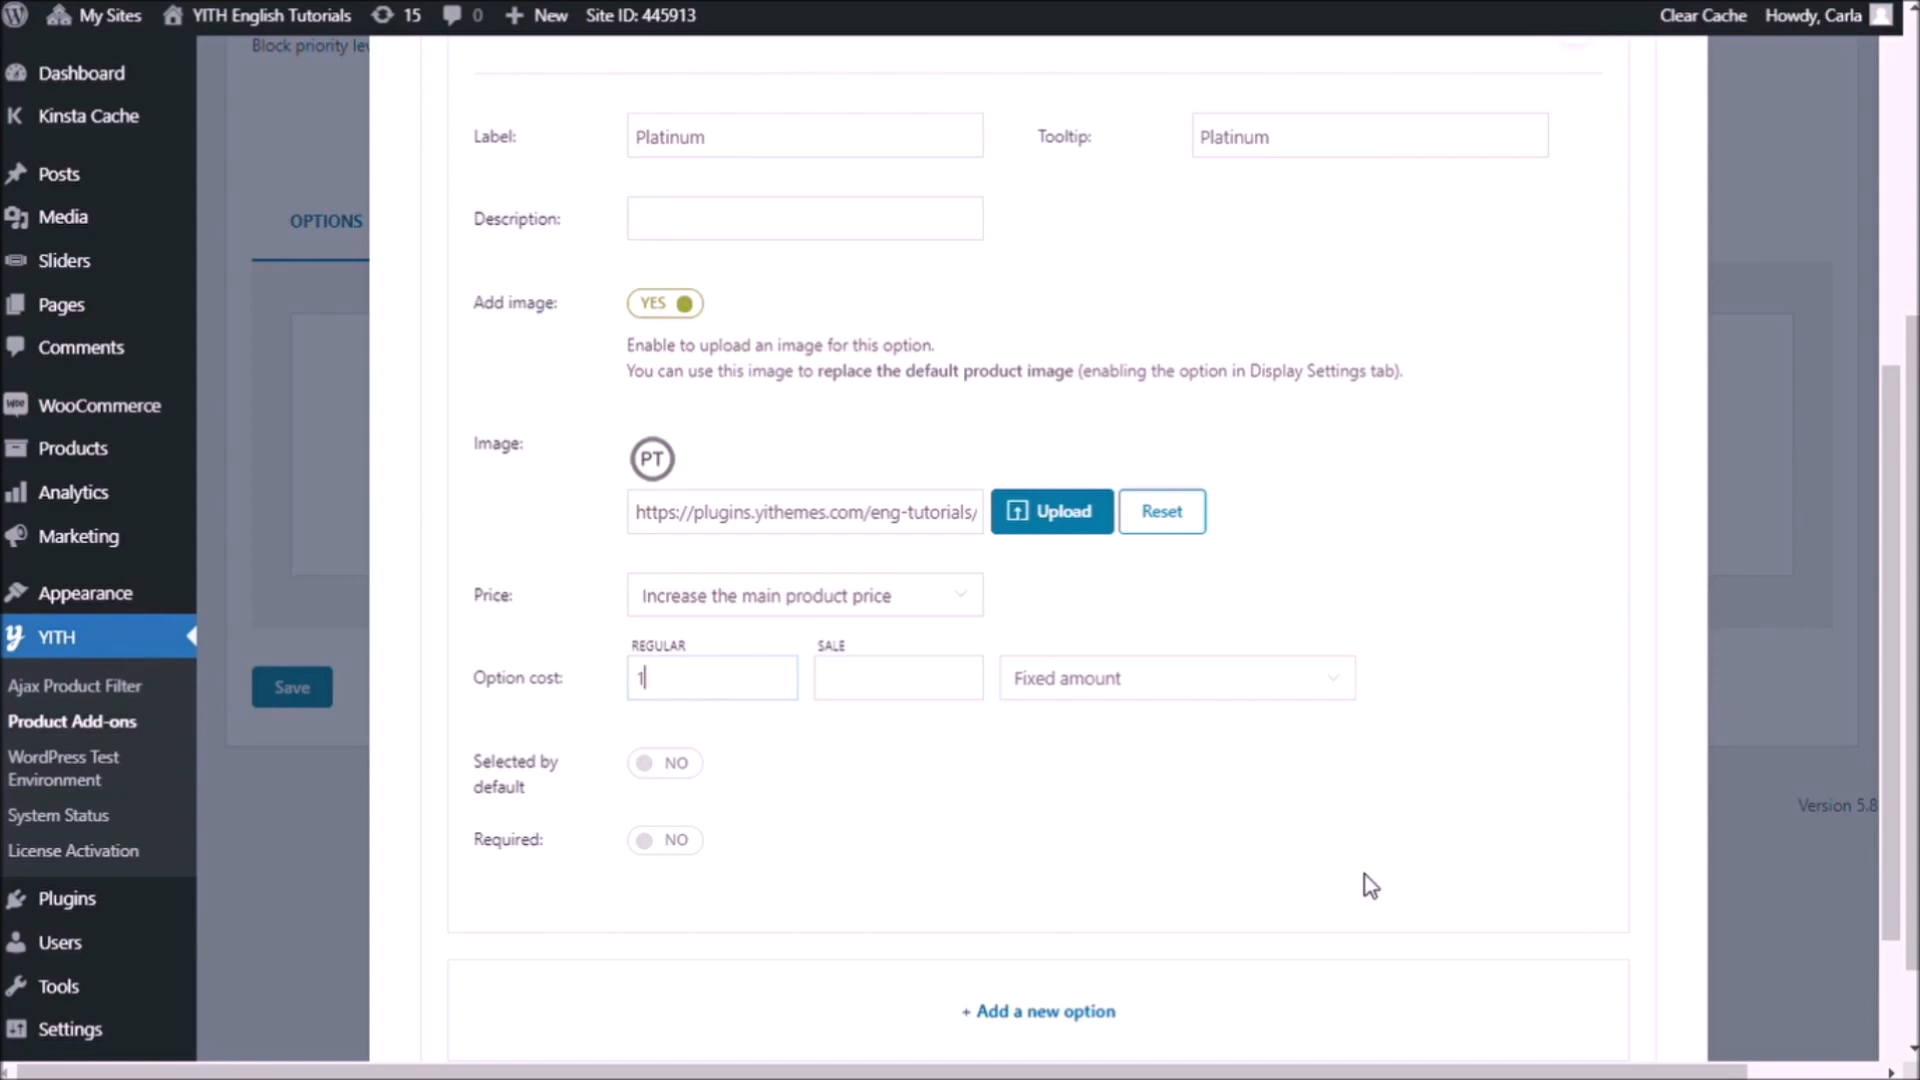 My Sites YITH English Tutorials 15 0 New Site ID: 445913 Clear Cache Howdy, Carla
Block priority lev
Dashboard
Kinsta Cache
Posts
Media
Sliders
Pages
Comments
WooCommerce
Products
Analytics
Marketing
Appearance
YITH
Ajax Product Filter
Product Add-ons
WordPress Test
Environment
System Status
License Activation
Plugins
Users
Tools
Settings
OPTIONS
Save
Label: Platinum Tooltip: Platinum
Description:
Add image: YES
Enable to upload an image for this option.
You can use this image to replace the default product image (enabling the option in Display Settings tab).
Image: PT
https://plugins.yithemes.com/eng-tutorials/ Upload Reset
Price: Increase the main product price
REGULAR SALE
Option cost: 1 Fixed amount
Selected by
default NO
Required: NO
+ Add a new option
Version 5.8